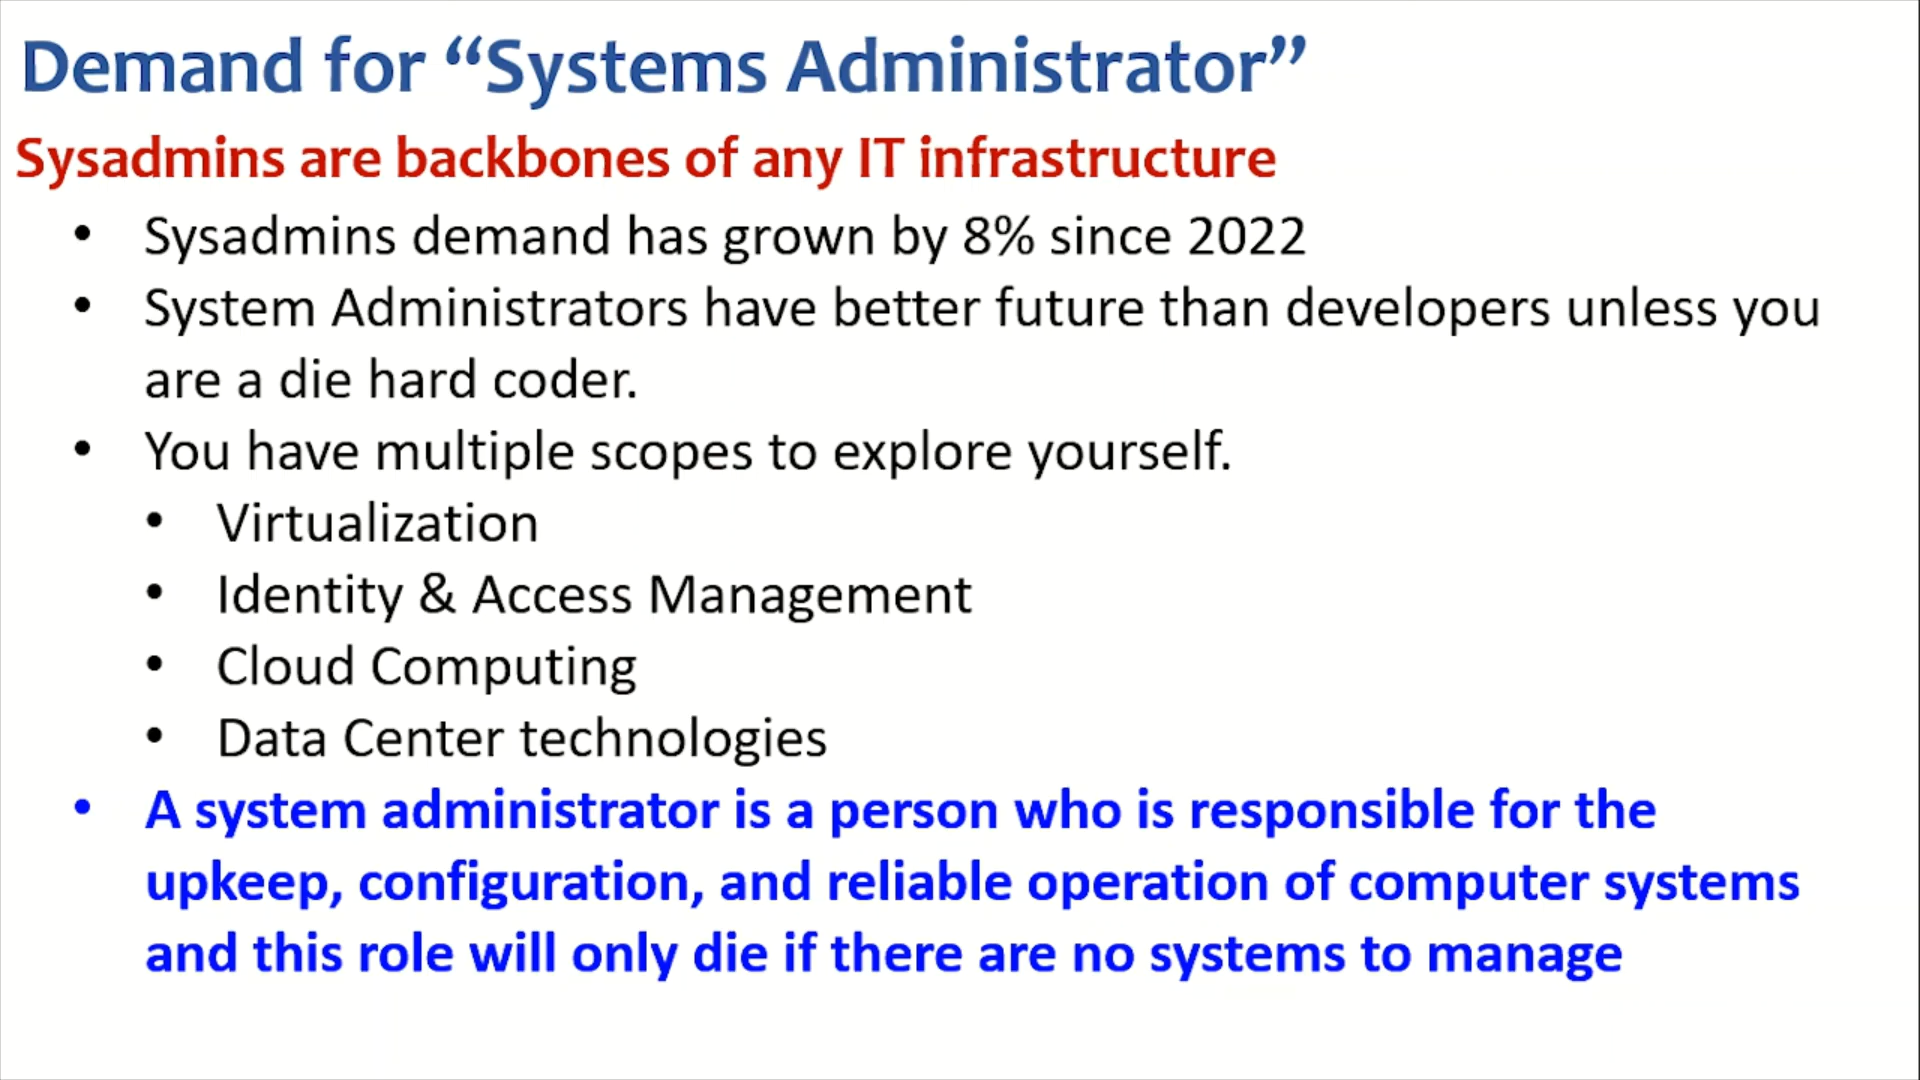 Demand for “Systems Administrator”
Sysadmins are backbones of any IT infrastructure
• Sysadmins demand has grown by 8% since 2022
• System Administrators have better future than developers unless you
are a die hard coder.
• You have multiple scopes to explore yourself.
• Virtualization
• Identity & Access Management
• Cloud Computing
• Data Center technologies
• A system administrator is a person who is responsible for the
upkeep, configuration, and reliable operation of computer systems
and this role will only die if there are no systems to manage